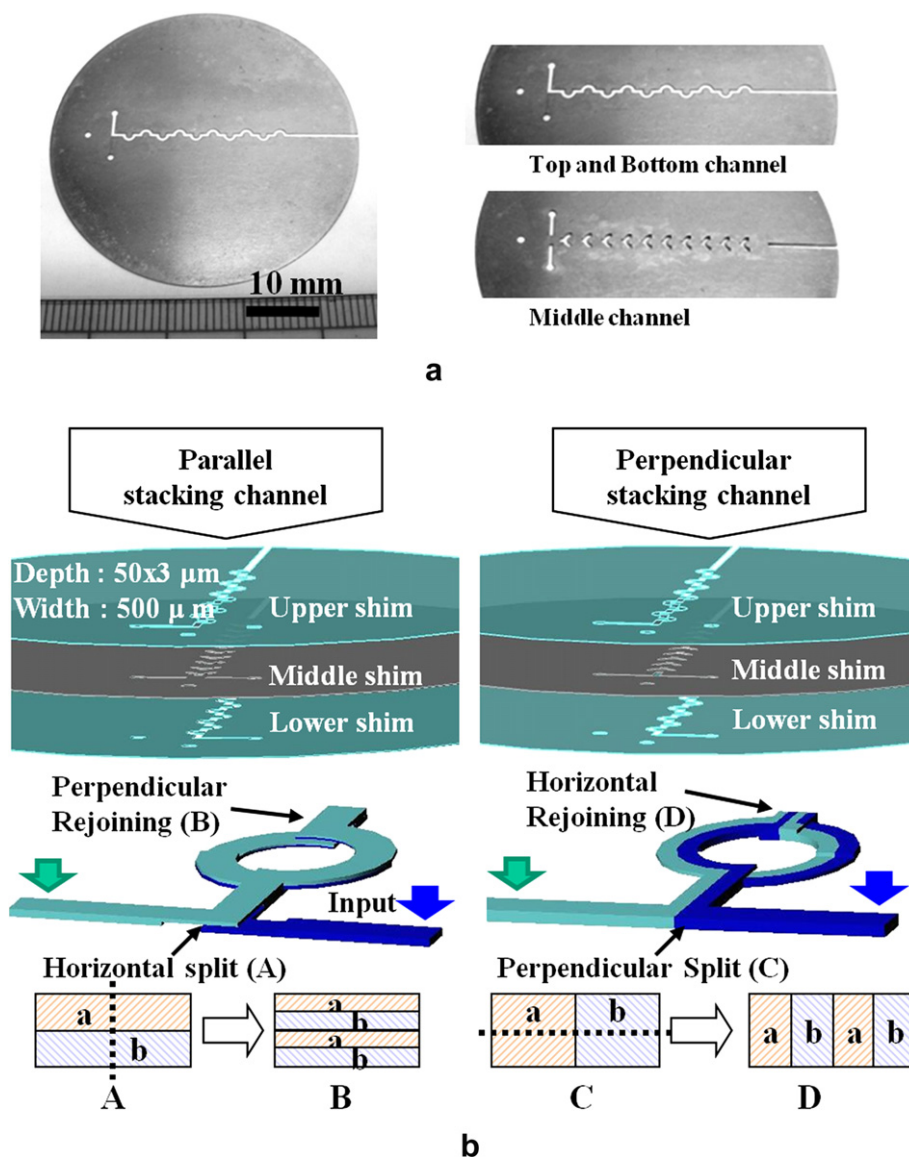 10 mm
Top and Bottom channel
Middle channel
a
Parallel
stacking channel
Perpendicular
stacking channel
Depth : 50x3 μm
Width : 500 μ m
Upper shim
Middle shim
Lower shim
Upper shim
Middle shim
Lower shim
Perpendicular
Rejoining (B)
Input
Horizontal split (A)
Horizontal
Rejoining (D)
Perpendicular Split (C)
a
b
A
a
b
a
b
B
a
b
C
a
b
a
b
D
b